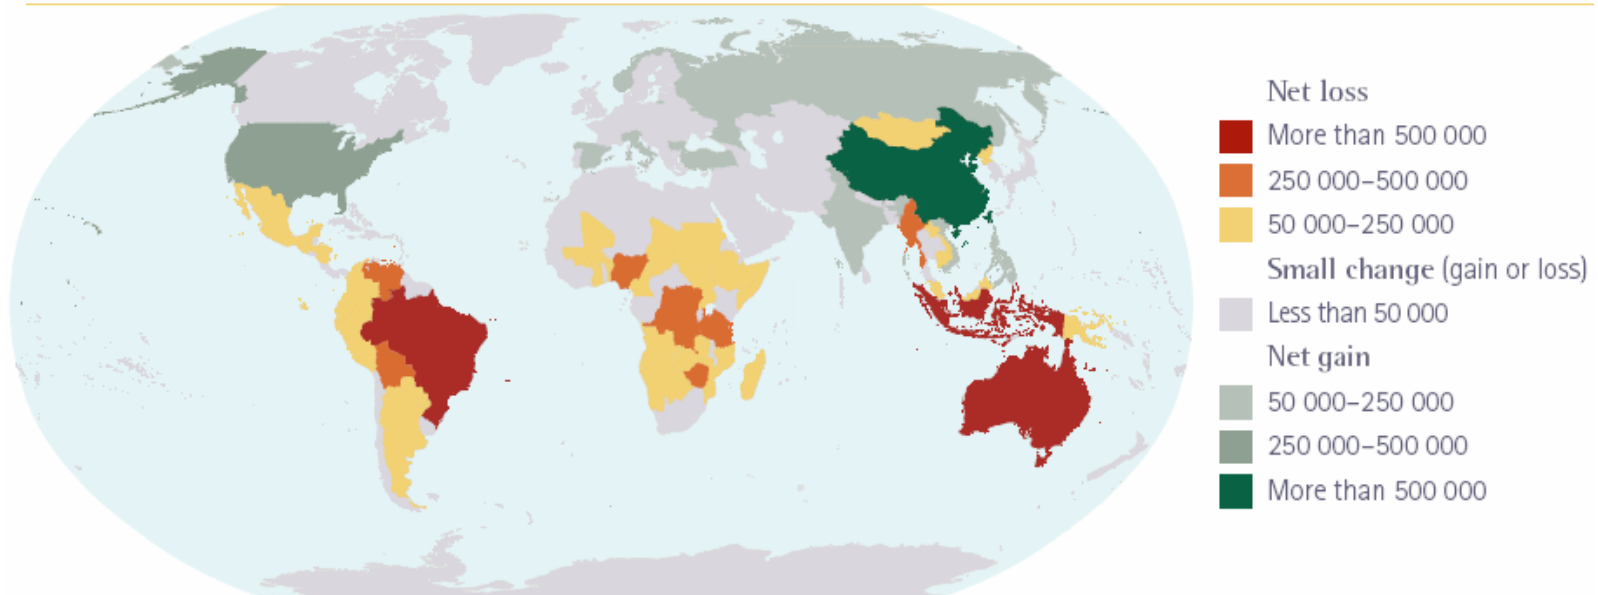 Net loss
More than 500 000
250 000–500 000
50 000–250 000
Small change (gain or loss)
Less than 50 000
Net gain
50 000–250 000
250 000–500 000
More than 500 000